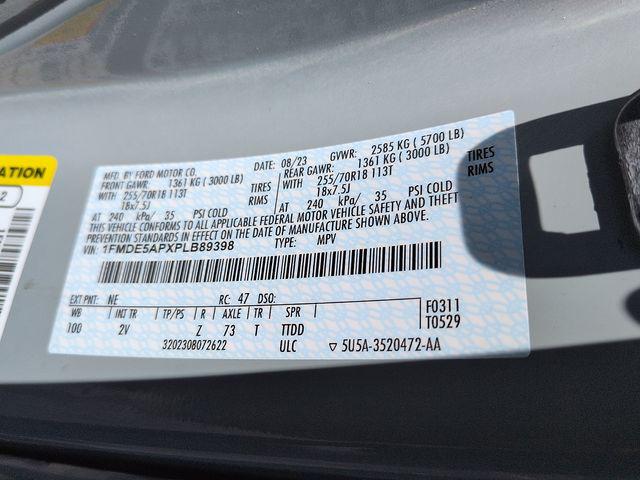 ATION
2
MFD. BY FORD MOTOR CO. DATE: 08/23 GVWR: 2585 KG (5700 LB)
FRONT GAWR: 1361 KG (3000 LB) REAR GAWR: 1361 KG (3000 LB)
WITH 255/70R18 113T TIRES WITH 255/70R18 113T TIRES
18x7.5J RIMS 18x7.5J RIMS
AT 240 kPa/ 35 PSI COLD AT 240 kPa/ 35 PSI COLD
THIS VEHICLE CONFORMS TO ALL APPLICABLE FEDERAL MOTOR VEHICLE SAFETY AND THEFT
PREVENTION STANDARDS IN EFFECT ON THE DATE OF MANUFACTURE SHOWN ABOVE.
VIN: 1FMDE5APXPLB89398 TYPE: MPV
EXT PNT: NE RC: 47 DSO: F0311
WB INT TR TP/PS R AXLE TR SPR T0529
100 2V Z 73 T TTDD
3202308072622 ULC ▽ 5U5A-3520472-AA